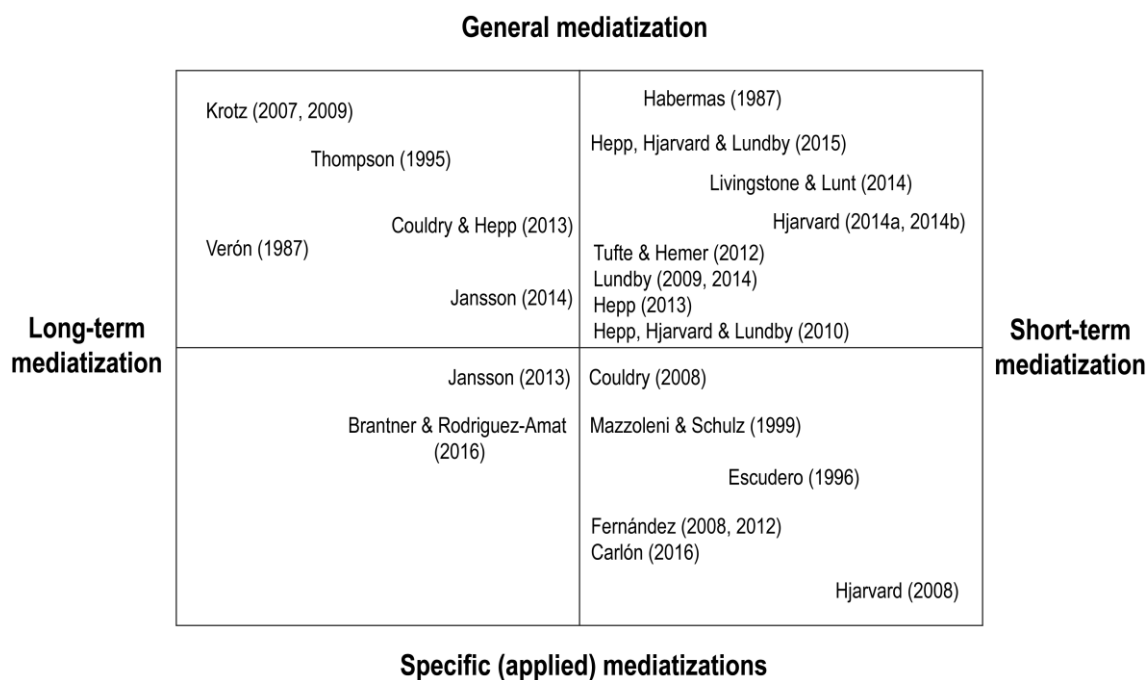 General mediatization
Krotz (2007, 2009)
Thompson (1995)
Couldry & Hepp (2013)
Verón (1987)
Jansson (2014)
Habermas (1987)
Hepp, Hjarvard & Lundby (2015)
Livingstone & Lunt (2014)
Hjarvard (2014a, 2014b)
Tufte & Hemer (2012)
Lundby (2009, 2014)
Hepp (2013)
Hepp, Hjarvard & Lundby (2010)
Long-term
mediatization
Short-term
mediatization
Jansson (2013)
Brantner & Rodriguez-Amat
(2016)
Couldry (2008)
Mazzoleni & Schulz (1999)
Escudero (1996)
Fernández (2008, 2012)
Carlón (2016)
Hjarvard (2008)
Specific (applied) mediatizations